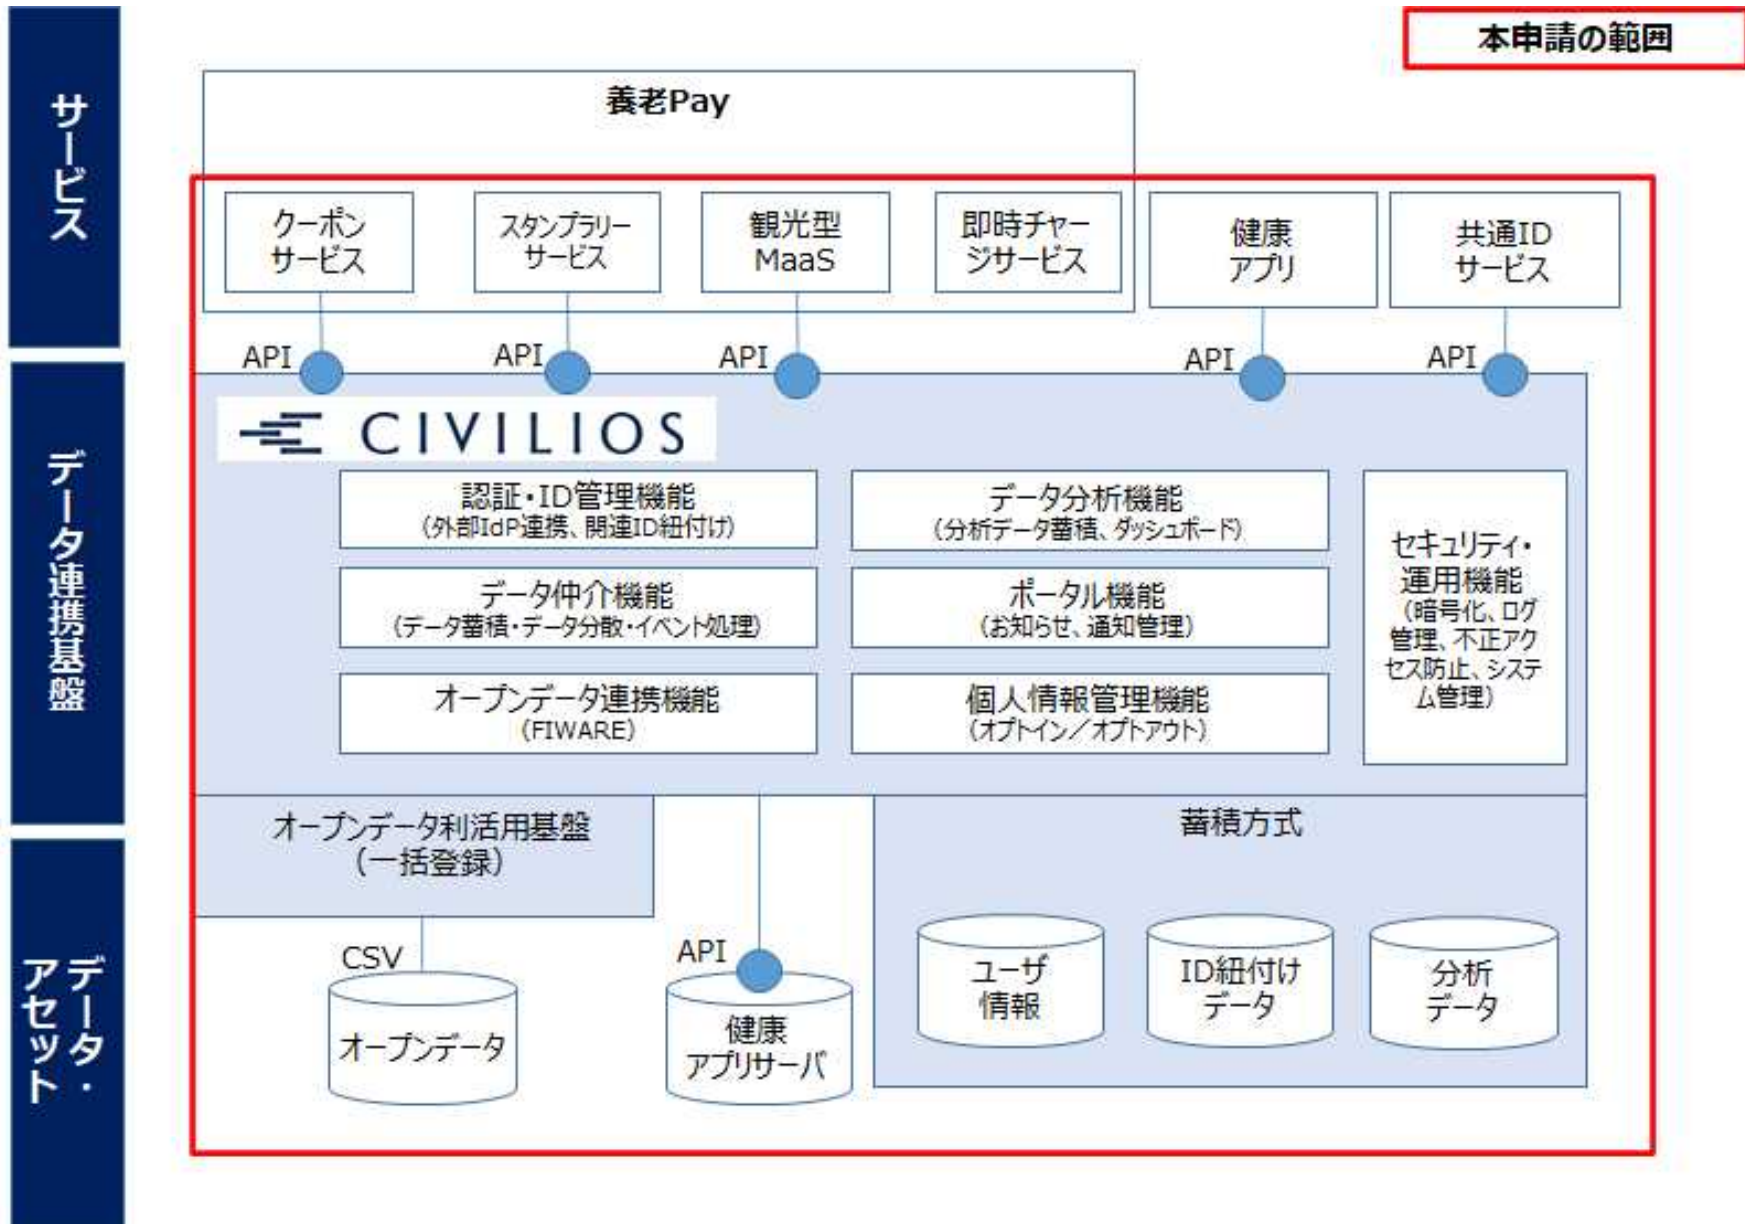 本申請の範囲
サービス
養老Pay
クーポン
サービス
スタンプラリー
サービス
観光型
MaaS
即時チャー
ジサービス
健康
アプリ
共通ID
サービス
API
API
API
API
API
データ連携基盤
CIVILIOS
認証・ID管理機能
（外部IdP連携、関連ID紐付け）
データ分析機能
（分析データ蓄積、ダッシュボード）
データ仲介機能
（データ蓄積・データ分散・イベント処理）
ポータル機能
（お知らせ、通知管理）
オープンデータ連携機能
（FIWARE）
個人情報管理機能
（オプトイン／オプトアウト）
セキュリティ・
運用機能
（暗号化、ログ
管理、不正アク
セス防止、システ
ム管理）
データ・
アセット
オープンデータ利活用基盤
（一括登録）
蓄積方式
CSV
オープンデータ
API
健康
アプリサーバ
ユーザ
情報
ID紐付け
データ
分析
データ